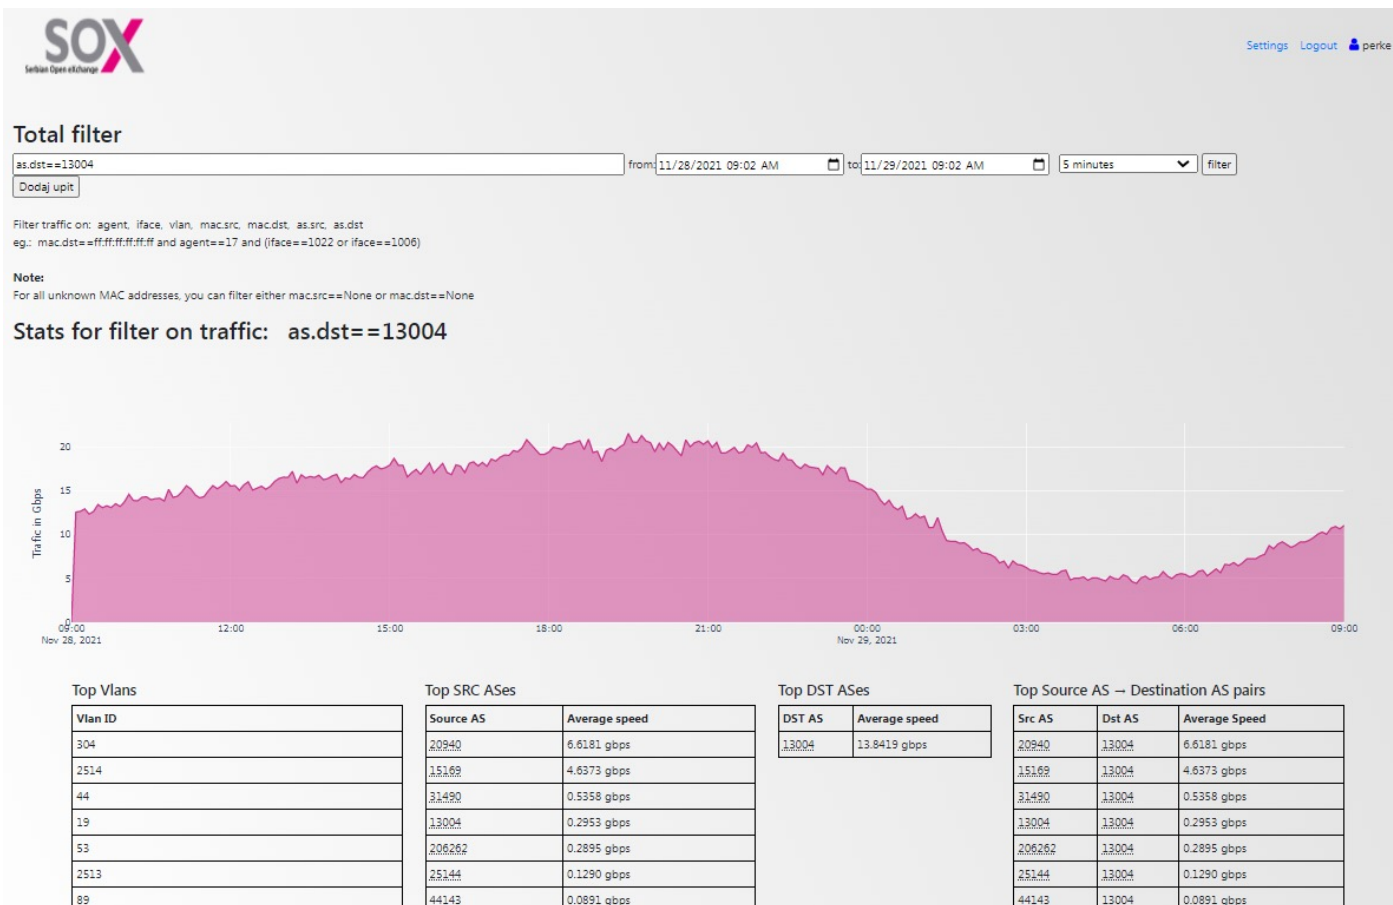 SOX
Serbian Open eXchange
Settings Logout perke
Total filter
as.dst==13004 from: 11/28/2021 09:02 AM to: 11/29/2021 09:02 AM 5 minutes filter
Dodaj upit
Filter traffic on: agent, iface, vlan, mac.src, mac.dst, as.src, as.dst
eg.: mac.dst==ff:ff:ff:ff:ff:ff and agent==17 and (iface==1022 or iface==1006)
Note:
For all unknown MAC addresses, you can filter either mac.src==None or mac.dst==None
Stats for filter on traffic: as.dst==13004
Trafic in Gbps
20
15
10
5
0
09:00 12:00 15:00 18:00 21:00 00:00 03:00 06:00 09:00
Nov 28, 2021 Nov 29, 2021
Top Vlans
Vlan ID
304
2514
44
19
53
2513
89
Top SRC ASes
Source AS Average speed
20940 6.6181 gbps
15169 4.6373 gbps
31490 0.5358 gbps
13004 0.2953 gbps
206262 0.2895 gbps
25144 0.1290 gbps
44143 0.0891 gbps
Top DST ASes
DST AS Average speed
13004 13.8419 gbps
Top Source AS → Destination AS pairs
Src AS Dst AS Average Speed
20940 13004 6.6181 gbps
15169 13004 4.6373 gbps
31490 13004 0.5358 gbps
13004 13004 0.2953 gbps
206262 13004 0.2895 gbps
25144 13004 0.1290 gbps
44143 13004 0.0891 gbps